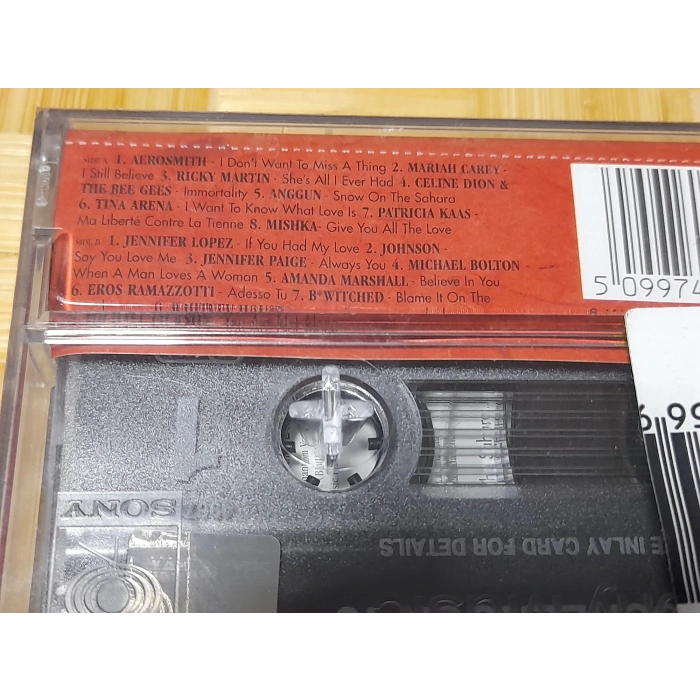 SIDE A 1. AEROSMITH - I Don't Want To Miss A Thing 2. MARIAH CAREY -
I Still Believe 3. RICKY MARTIN - She's All I Ever Had 4. CELINE DION &
THE BEE GEES - Immortality 5. ANGGUN - Snow On The Sahara
6. TINA ARENA - I Want To Know What Love Is 7. PATRICIA KAAS -
Ma Liberté Contre La Tienne 8. MISHKA- Give You All The Love
SIDE B 1. JENNIFER LOPEZ - If You Had My Love 2. JOHNSON -
Say You Love Me 3. JENNIFER PAIGE - Always You 4. MICHAEL BOLTON -
When A Man Loves A Woman 5. AMANDA MARSHALL - Believe In You
6. EROS RAMAZZOTTI - Adesso Tu 7. B*WITCHED - Blame It On The
5 09974
6 99
SONY
INLAY CARD FOR DETAILS